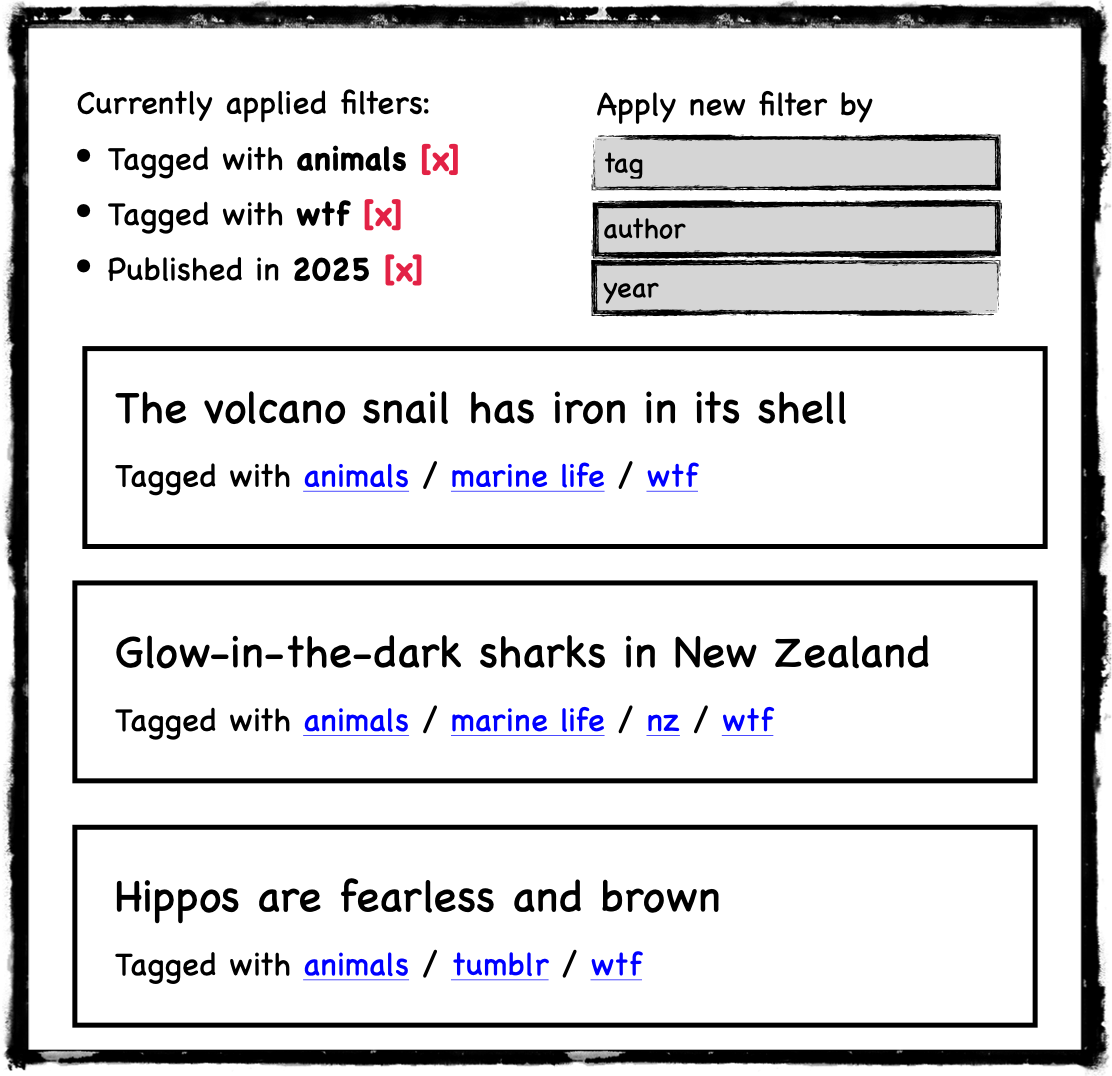 Currently applied filters:
• Tagged with animals [x]
• Tagged with wtf [x]
• Published in 2025 [x]
Apply new filter by
tag
author
year
The volcano snail has iron in its shell
Tagged with animals / marine life / wtf
Glow-in-the-dark sharks in New Zealand
Tagged with animals / marine life / nz / wtf
Hippos are fearless and brown
Tagged with animals / tumblr / wtf